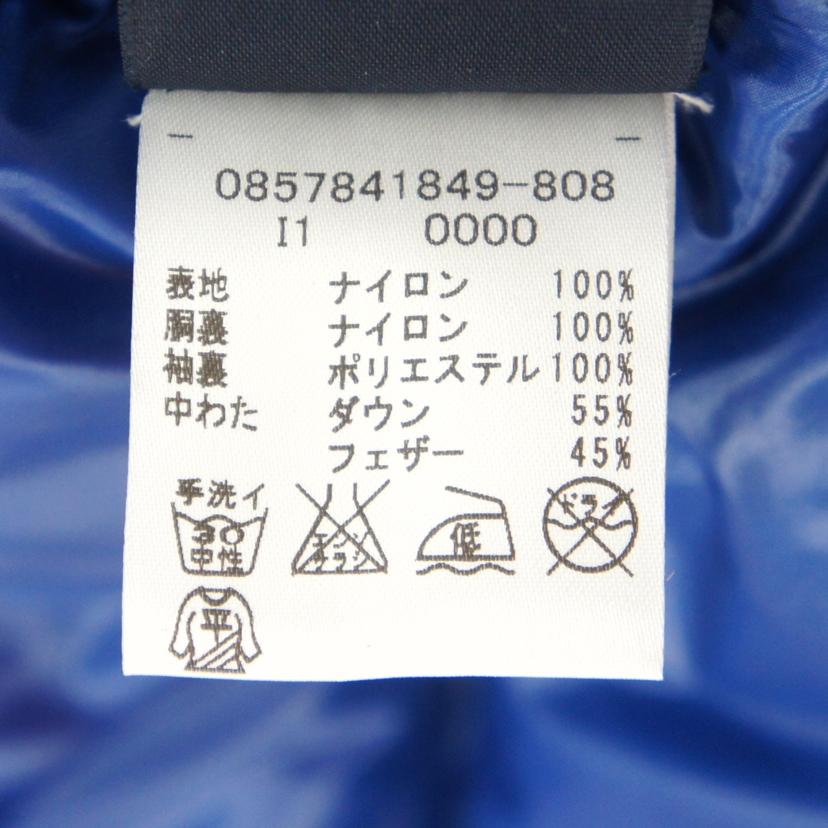 0857841849-808
I1 0000
表地 ナイロン 100%
胴裏 ナイロン 100%
袖裏 ポリエステル 100%
中わた ダウン 55%
フェザー 45%
手洗イ
30
中性
エンソ
サラシ
低
ドライ
平